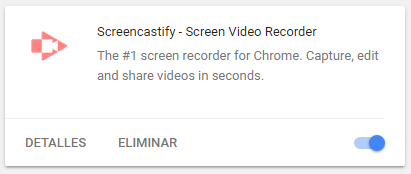 Screencastify - Screen Video Recorder
The #1 screen recorder for Chrome. Capture, edit
and share videos in seconds.
DETALLES ELIMINAR